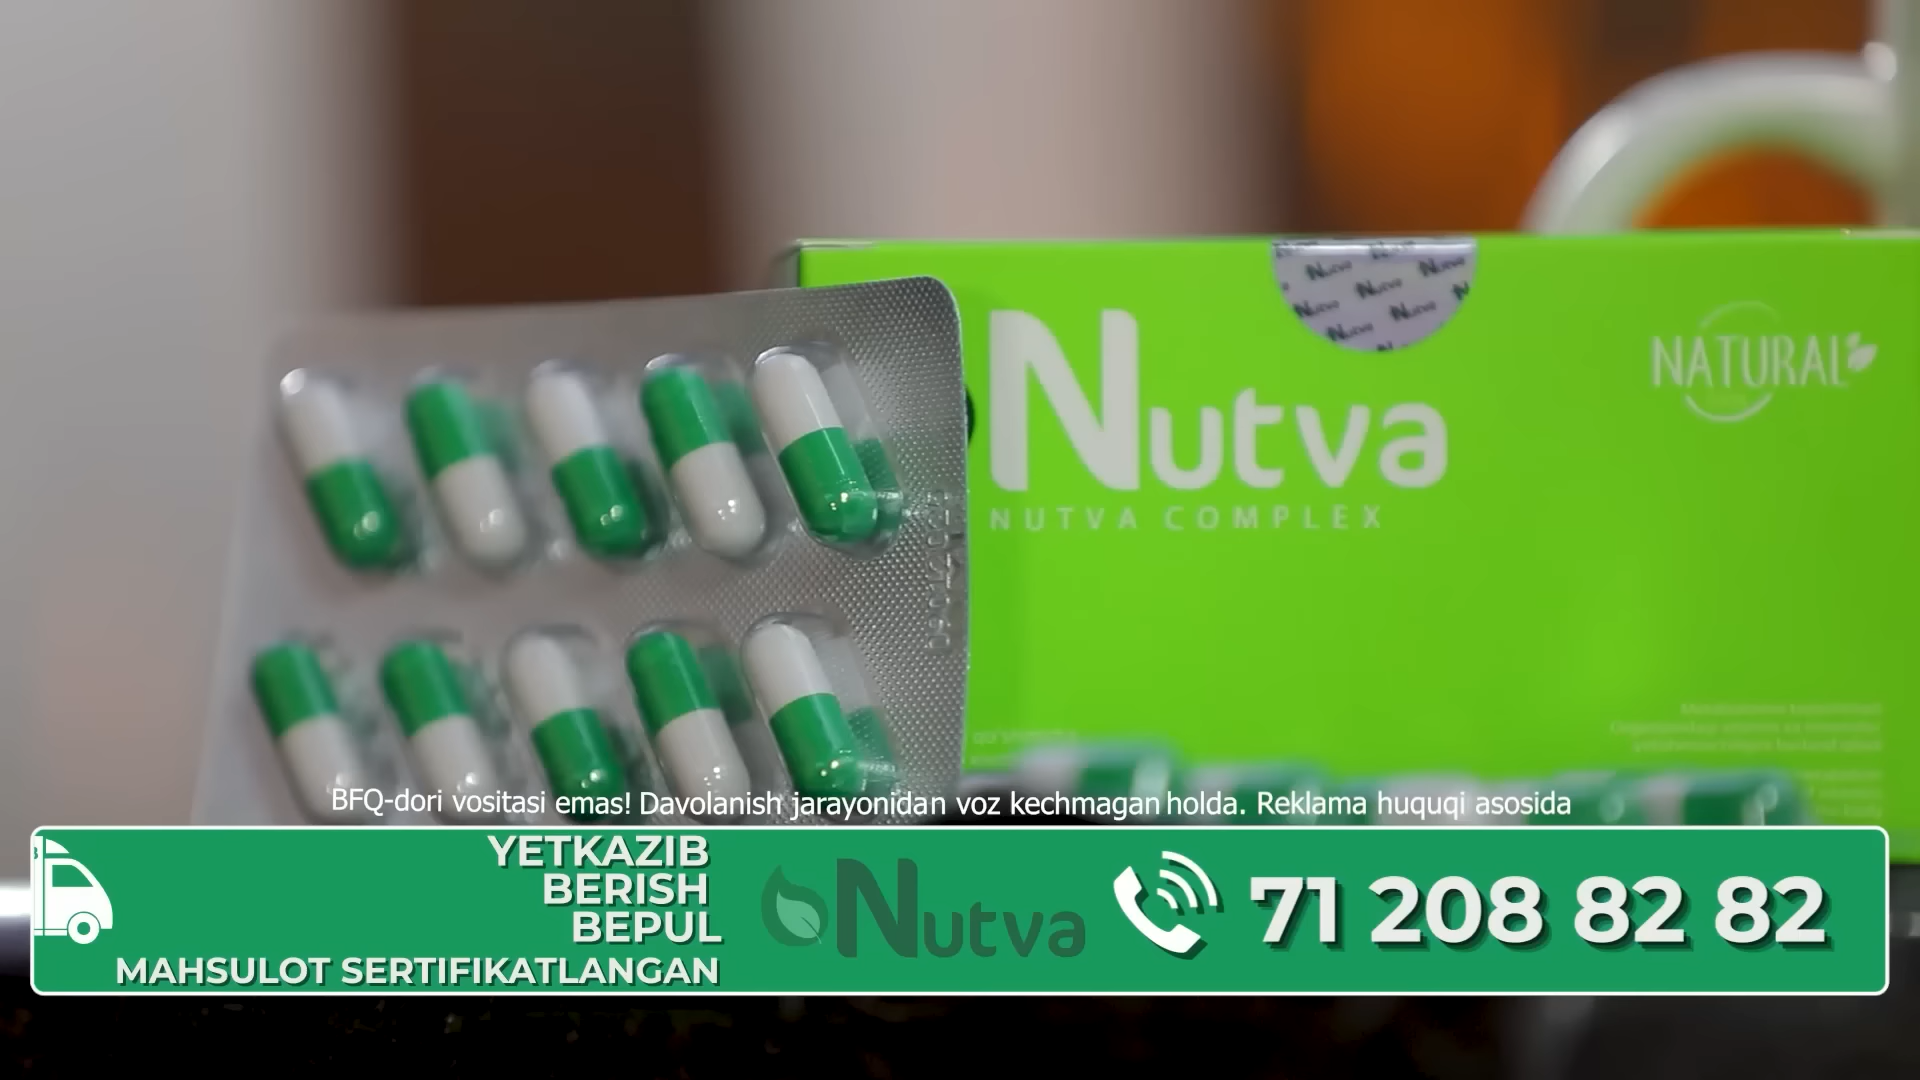 Nutva
NUTVA COMPLEX
NATURAL
BFQ-dori vositasi emas! Davolanish jarayonidan voz kechmagan holda. Reklama huquqi asosida
YETKAZIB
BERISH
BEPUL
MAHSULOT SERTIFIKATLANGAN
Nutva
71 208 82 82